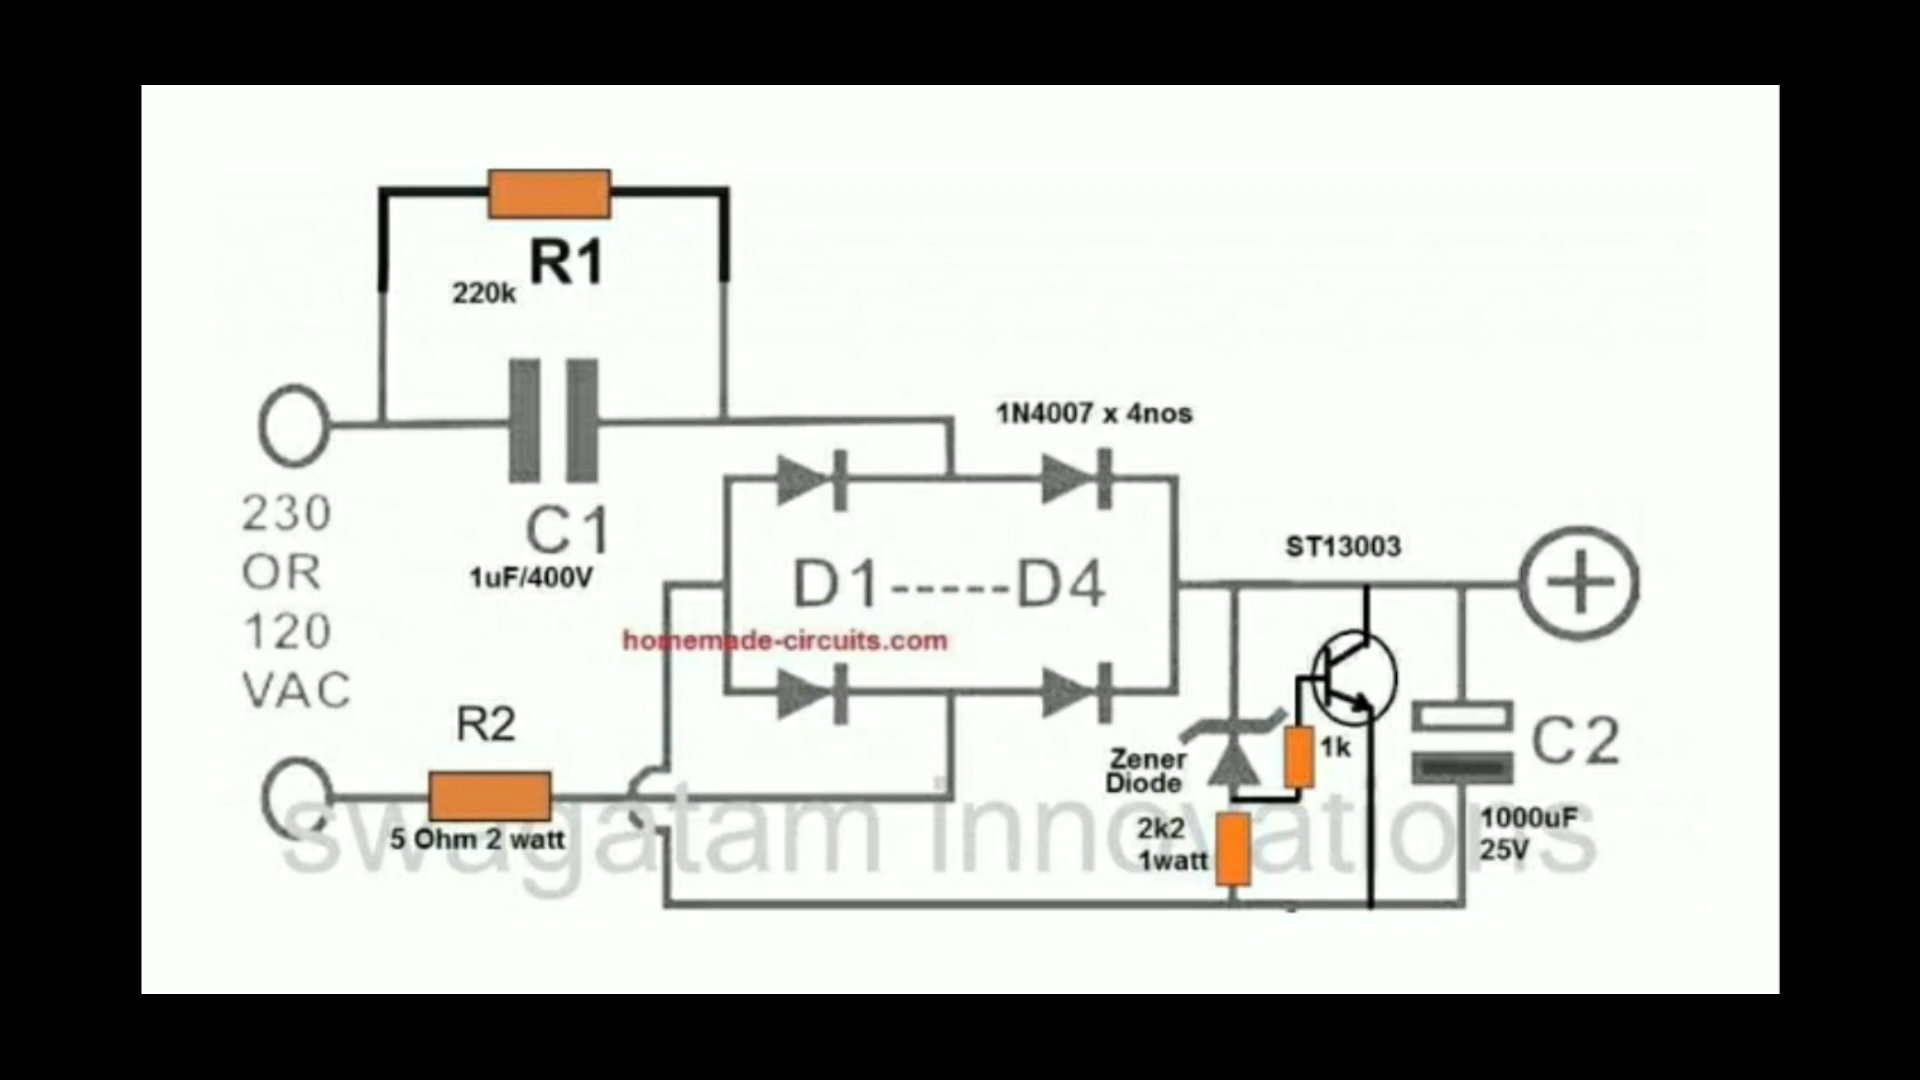 R1
220k
C1
1uF/400V
230
OR
120
VAC
1N4007 x 4nos
D1-----D4
homemade-circuits.com
ST13003
+
R2
5 Ohm 2 watt
Zener
Diode
1k
2k2
1watt
C2
1000uF
25V
swagatam innovations